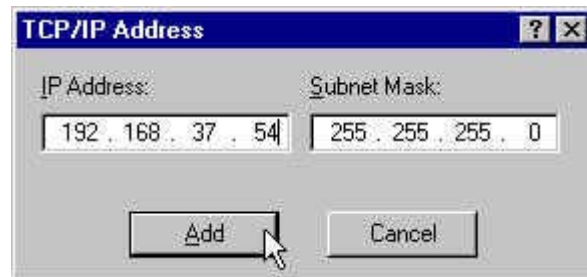 TCP/IP Address
IP Address: Subnet Mask:
192 . 168 . 37 . 54 255 . 255 . 255 . 0
Add Cancel